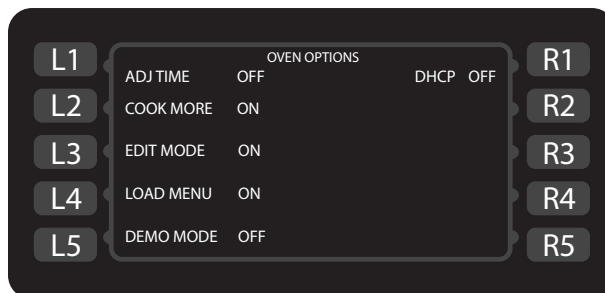 OVEN OPTIONS
L1 ADJ TIME OFF DHCP OFF R1
L2 COOK MORE ON R2
L3 EDIT MODE ON R3
L4 LOAD MENU ON R4
L5 DEMO MODE OFF R5